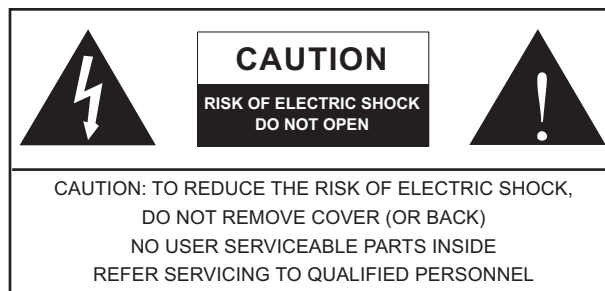 CAUTION
RISK OF ELECTRIC SHOCK
DO NOT OPEN
!
CAUTION: TO REDUCE THE RISK OF ELECTRIC SHOCK,
DO NOT REMOVE COVER (OR BACK)
NO USER SERVICEABLE PARTS INSIDE
REFER SERVICING TO QUALIFIED PERSONNEL